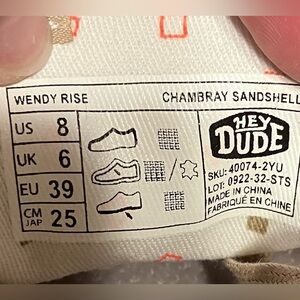 WENDY RISE
CHAMBRAY SANDSHELL
US 8
UK 6
EU 39
CM JAP 25
HEY
DUDE
SKU: 40074-2YU
LOT: 0922-32-STS
MADE IN CHINA
FABRIQUÉ EN CHINE